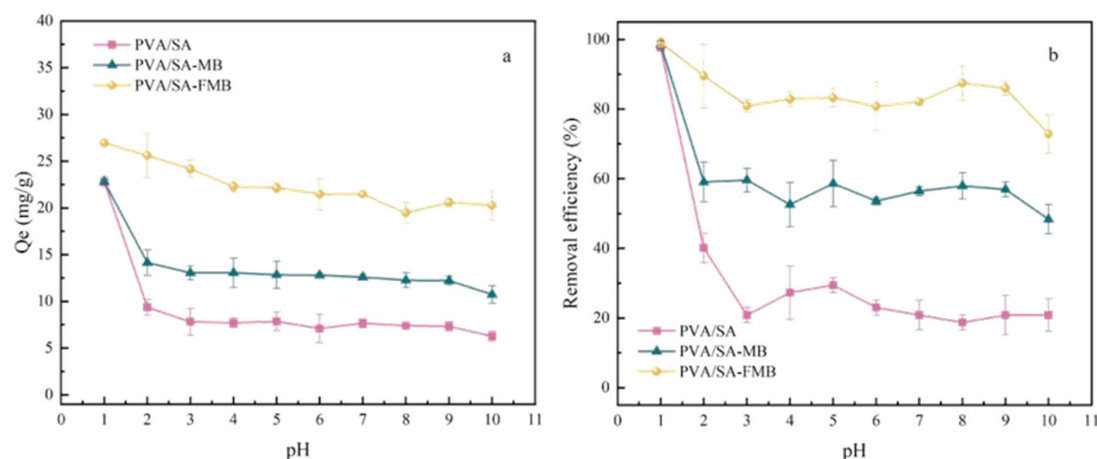 40
35
30
25
20
15
10
5
0
Qe (mg/g)
PVA/SA
PVA/SA-MB
PVA/SA-FMB
a
0 1 2 3 4 5 6 7 8 9 10 11
pH
100
80
60
40
20
0
Removal efficiency (%)
b
PVA/SA
PVA/SA-MB
PVA/SA-FMB
0 1 2 3 4 5 6 7 8 9 10 11
pH